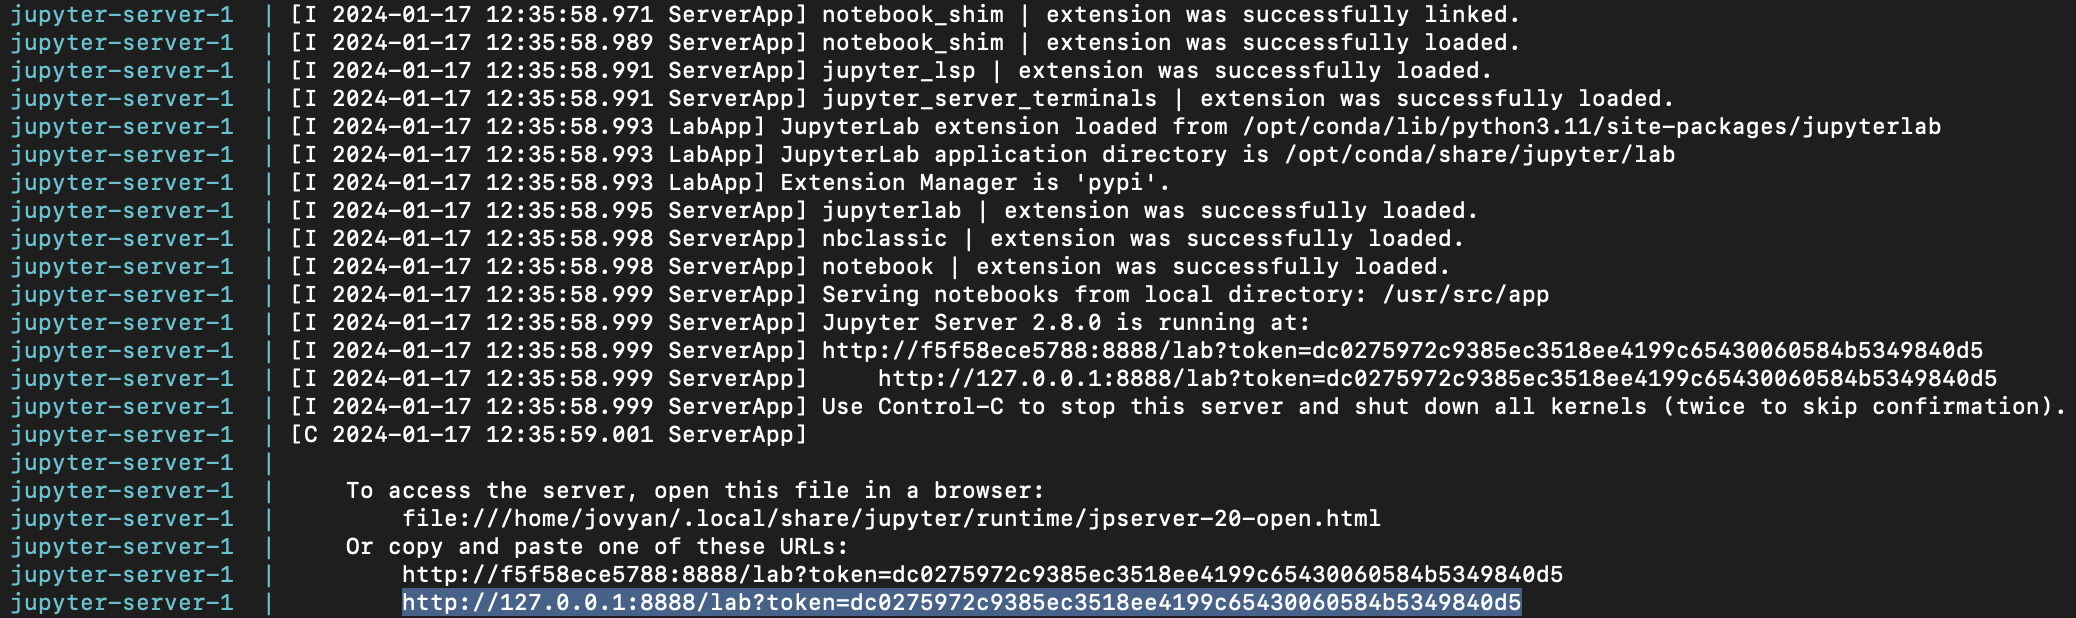 jupyter-server-1  | [I 2024-01-17 12:35:58.971 ServerApp] notebook_shim | extension was successfully linked.
jupyter-server-1  | [I 2024-01-17 12:35:58.989 ServerApp] notebook_shim | extension was successfully loaded.
jupyter-server-1  | [I 2024-01-17 12:35:58.991 ServerApp] jupyter_lsp | extension was successfully loaded.
jupyter-server-1  | [I 2024-01-17 12:35:58.991 ServerApp] jupyter_server_terminals | extension was successfully loaded.
jupyter-server-1  | [I 2024-01-17 12:35:58.993 LabApp] JupyterLab extension loaded from /opt/conda/lib/python3.11/site-packages/jupyterlab
jupyter-server-1  | [I 2024-01-17 12:35:58.993 LabApp] JupyterLab application directory is /opt/conda/share/jupyter/lab
jupyter-server-1  | [I 2024-01-17 12:35:58.993 LabApp] Extension Manager is 'pypi'.
jupyter-server-1  | [I 2024-01-17 12:35:58.995 ServerApp] jupyterlab | extension was successfully loaded.
jupyter-server-1  | [I 2024-01-17 12:35:58.998 ServerApp] nbclassic | extension was successfully loaded.
jupyter-server-1  | [I 2024-01-17 12:35:58.998 ServerApp] notebook | extension was successfully loaded.
jupyter-server-1  | [I 2024-01-17 12:35:58.999 ServerApp] Serving notebooks from local directory: /usr/src/app
jupyter-server-1  | [I 2024-01-17 12:35:58.999 ServerApp] Jupyter Server 2.8.0 is running at:
jupyter-server-1  | [I 2024-01-17 12:35:58.999 ServerApp] http://f5f58ece5788:8888/lab?token=dc0275972c9385ec3518ee4199c65430060584b5349840d5
jupyter-server-1  | [I 2024-01-17 12:35:58.999 ServerApp]     http://127.0.0.1:8888/lab?token=dc0275972c9385ec3518ee4199c65430060584b5349840d5
jupyter-server-1  | [I 2024-01-17 12:35:58.999 ServerApp] Use Control-C to stop this server and shut down all kernels (twice to skip confirmation).
jupyter-server-1  | [C 2024-01-17 12:35:59.001 ServerApp]
jupyter-server-1  |
jupyter-server-1  |     To access the server, open this file in a browser:
jupyter-server-1  |         file:///home/jovyan/.local/share/jupyter/runtime/jpserver-20-open.html
jupyter-server-1  |     Or copy and paste one of these URLs:
jupyter-server-1  |         http://f5f58ece5788:8888/lab?token=dc0275972c9385ec3518ee4199c65430060584b5349840d5
jupyter-server-1  |         http://127.0.0.1:8888/lab?token=dc0275972c9385ec3518ee4199c65430060584b5349840d5